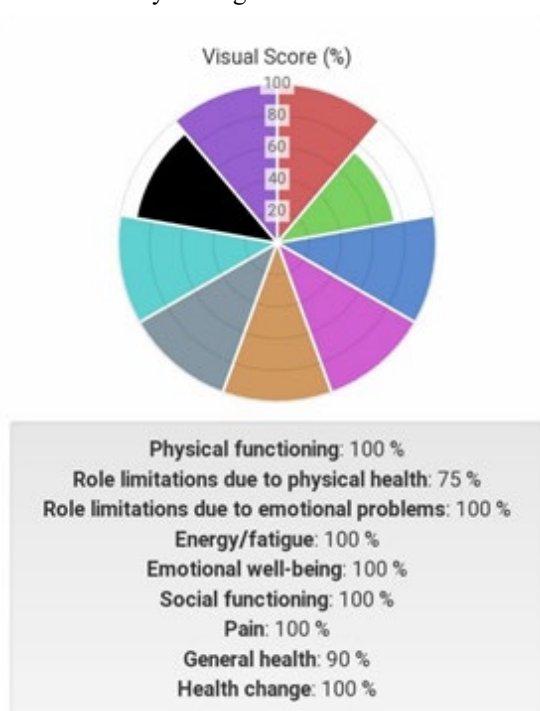 Visual Score (%)
100
80
60
40
20
Physical functioning: 100 %
Role limitations due to physical health: 75 %
Role limitations due to emotional problems: 100 %
Energy/fatigue: 100 %
Emotional well-being: 100 %
Social functioning: 100 %
Pain: 100 %
General health: 90 %
Health change: 100 %